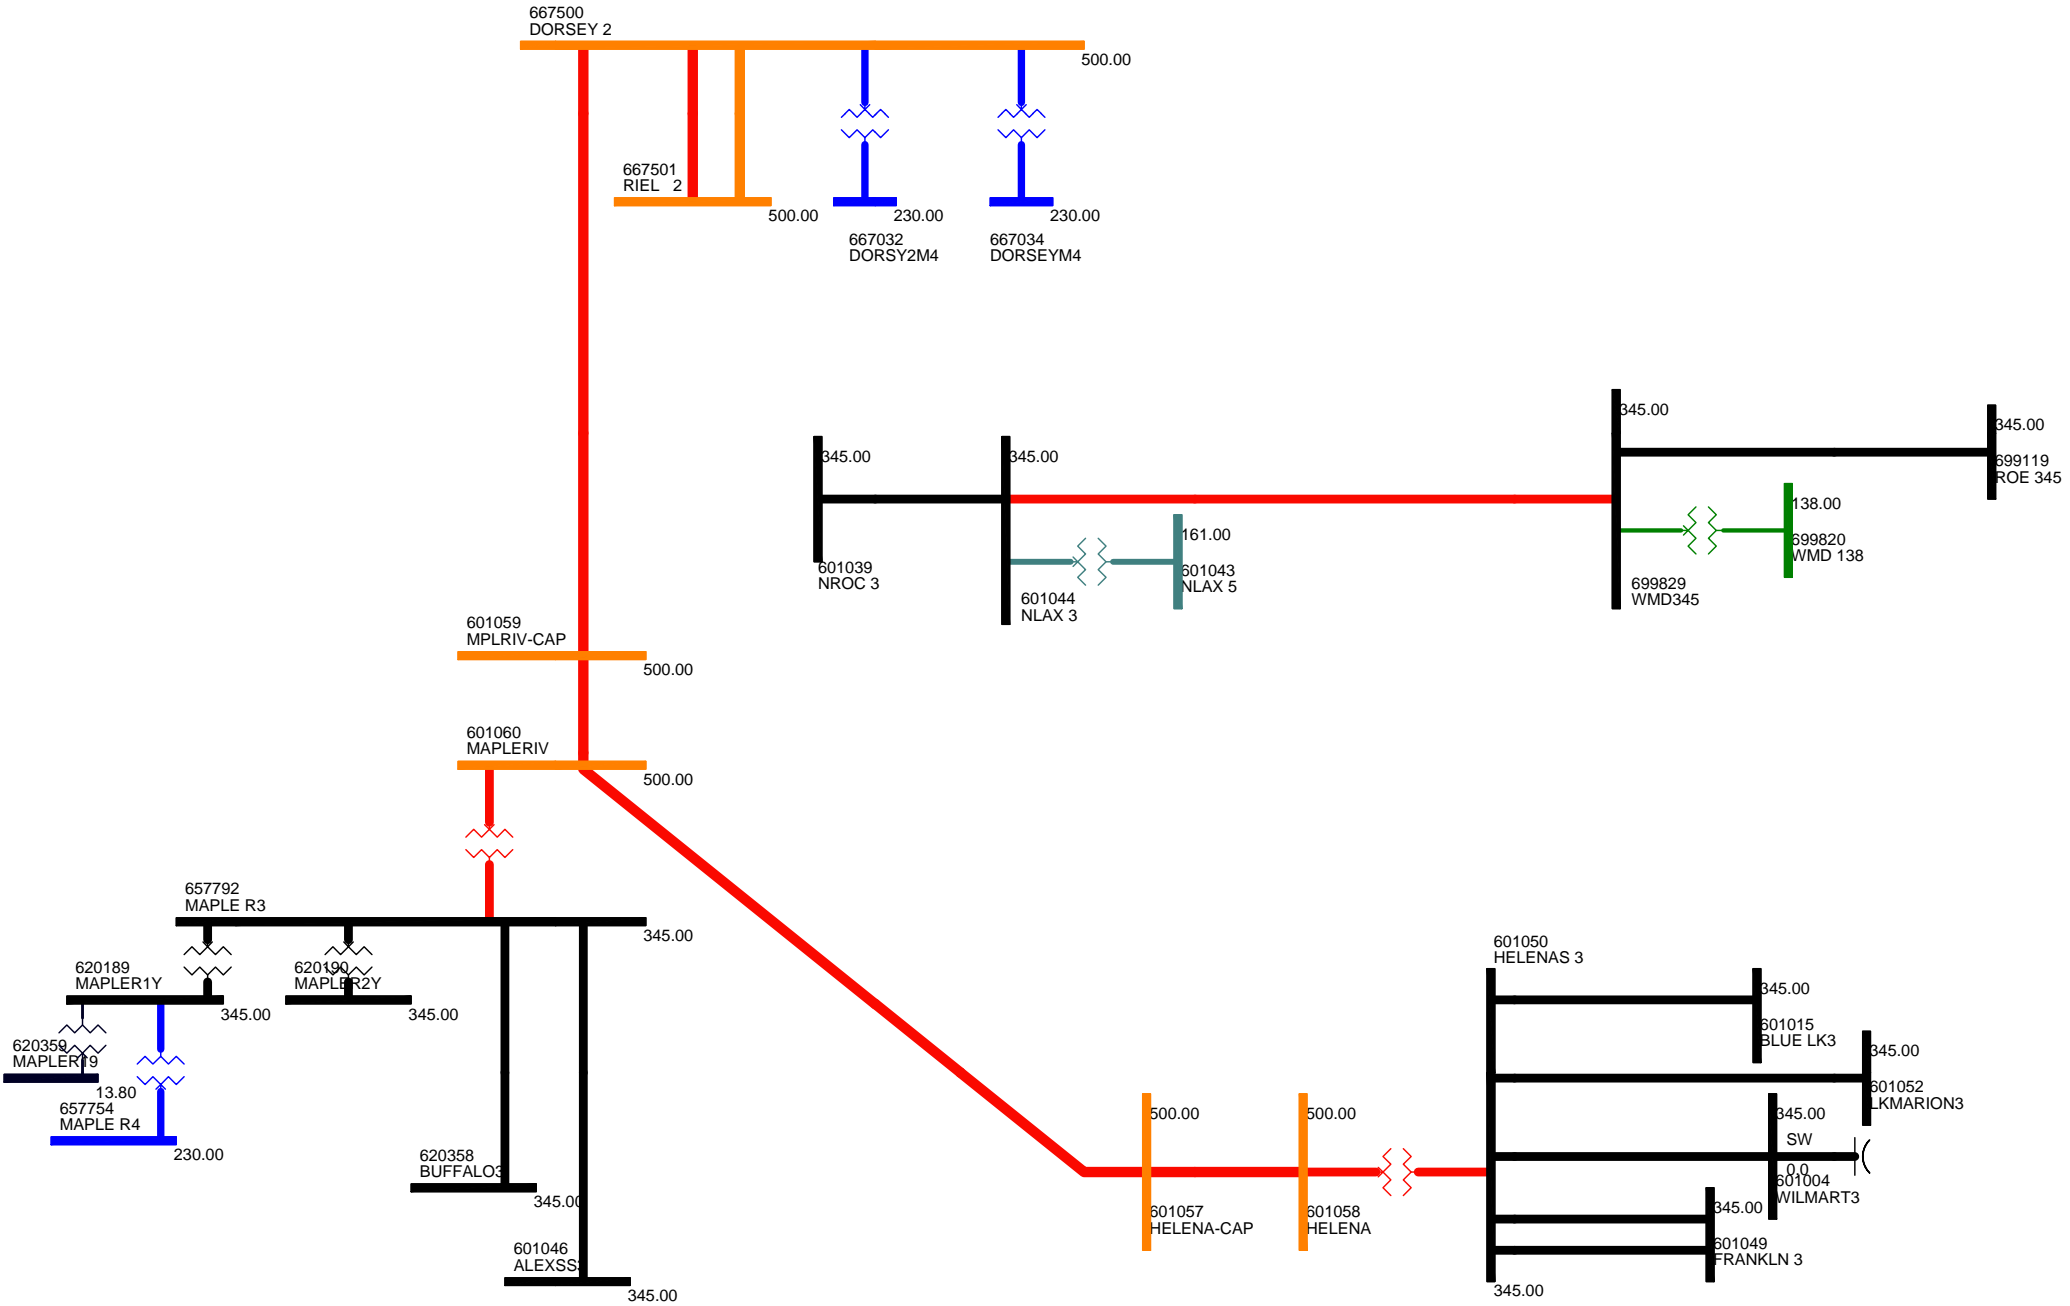 667500
DORSEY 2
500.00
667501
RIEL   2
500.00
230.00
667032
DORSY2M4
230.00
667034
DORSEYM4
345.00
601039
NROC 3
345.00
601044
NLAX 3
161.00
601043
NLAX 5
345.00
699829
WMD345
345.00
699119
ROE 345
138.00
699820
WMD 138
601059
MPLRIV-CAP
500.00
601060
MAPLERIV
500.00
657792
MAPLE R3
345.00
620189
MAPLER1Y
345.00
620190
MAPLER2Y
345.00
620359
MAPLER19
13.80
657754
MAPLE R4
230.00
620358
BUFFALO3
345.00
601046
ALEXSS3
345.00
500.00
601057
HELENA-CAP
500.00
601058
HELENA
601050
HELENAS 3
345.00
345.00
601015
BLUE LK3
345.00
601052
LKMARION3
345.00
SW
0.0
601004
WILMART3
345.00
601049
FRANKLN 3